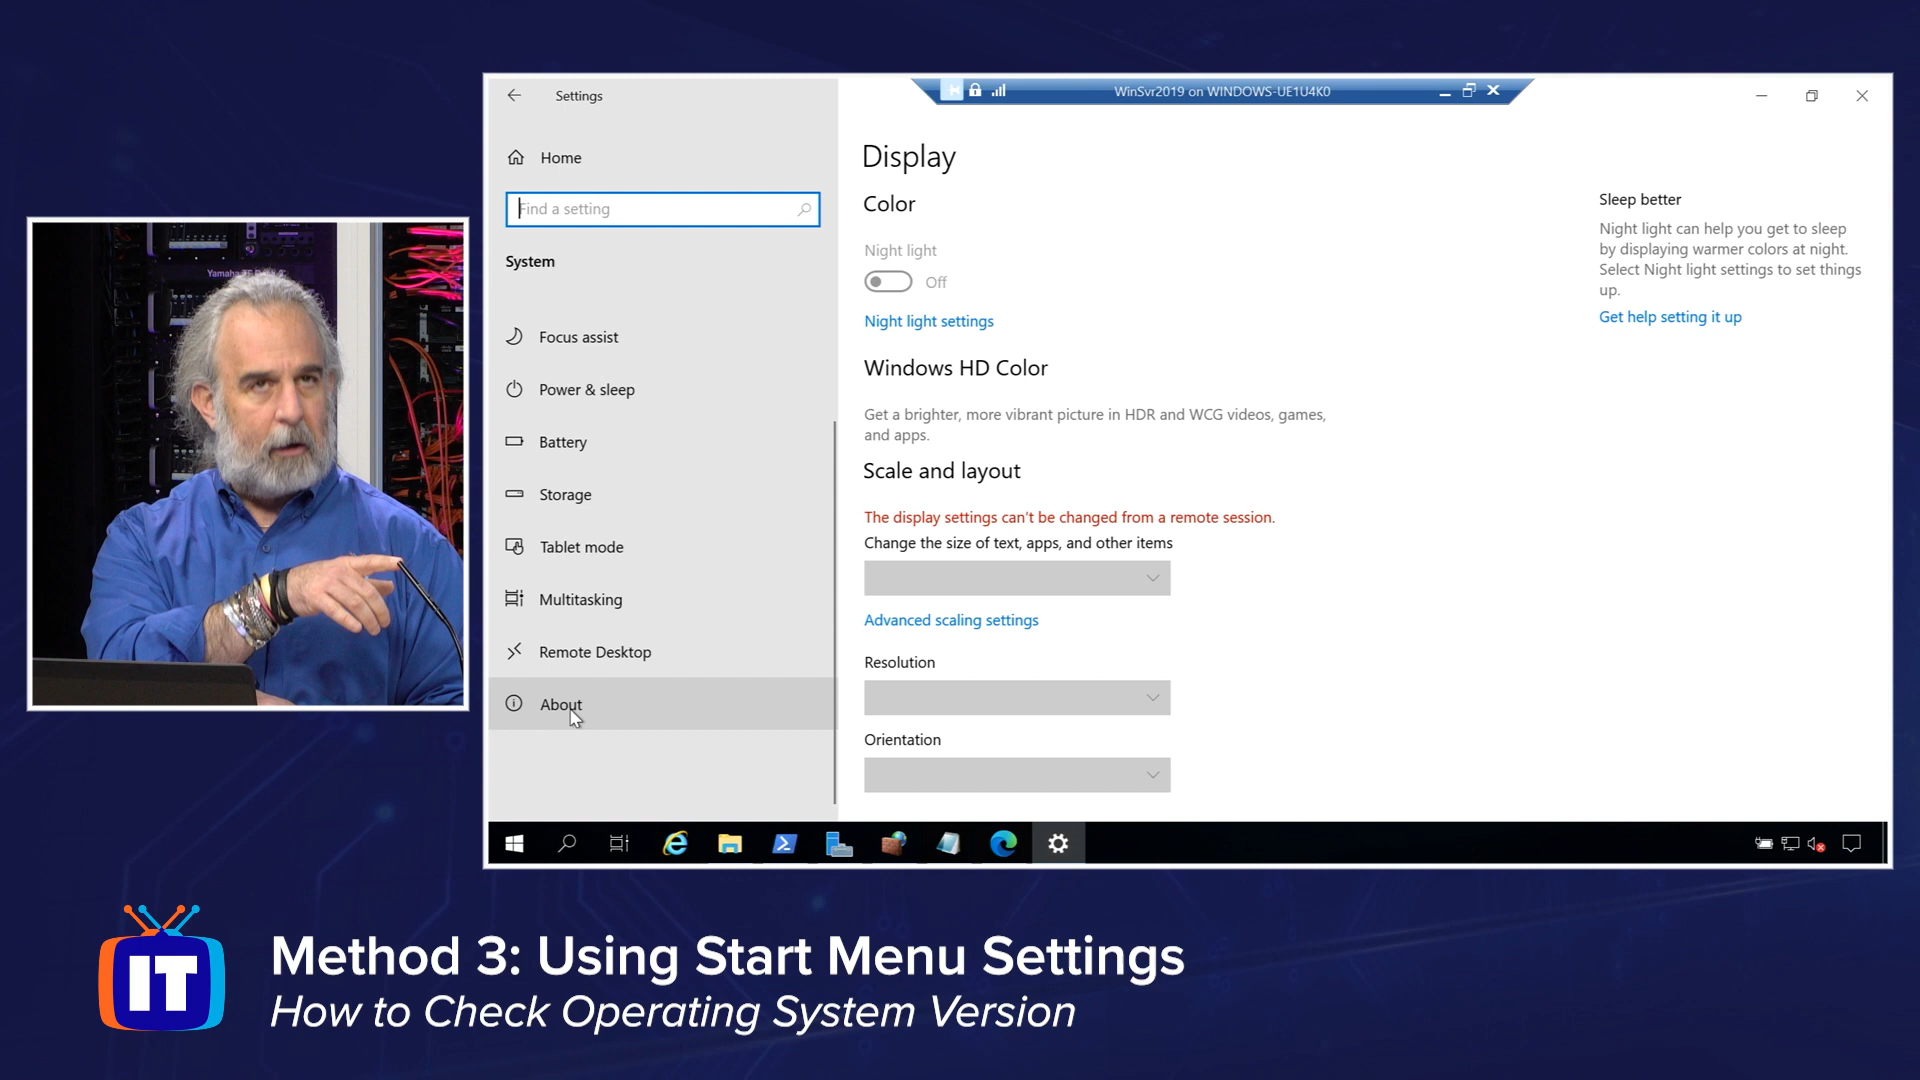 Settings
WinSvr2019 on WINDOWS-UE1U4K0
Home
Find a setting
System
Focus assist
Power & sleep
Battery
Storage
Tablet mode
Multitasking
Remote Desktop
About
Display
Color
Night light
Off
Night light settings
Windows HD Color
Get a brighter, more vibrant picture in HDR and WCG videos, games,
and apps.
Scale and layout
The display settings can't be changed from a remote session.
Change the size of text, apps, and other items
Advanced scaling settings
Resolution
Orientation
Sleep better
Night light can help you get to sleep
by displaying warmer colors at night.
Select Night light settings to set things
up.
Get help setting it up
Yamaha
IT
Method 3: Using Start Menu Settings
How to Check Operating System Version